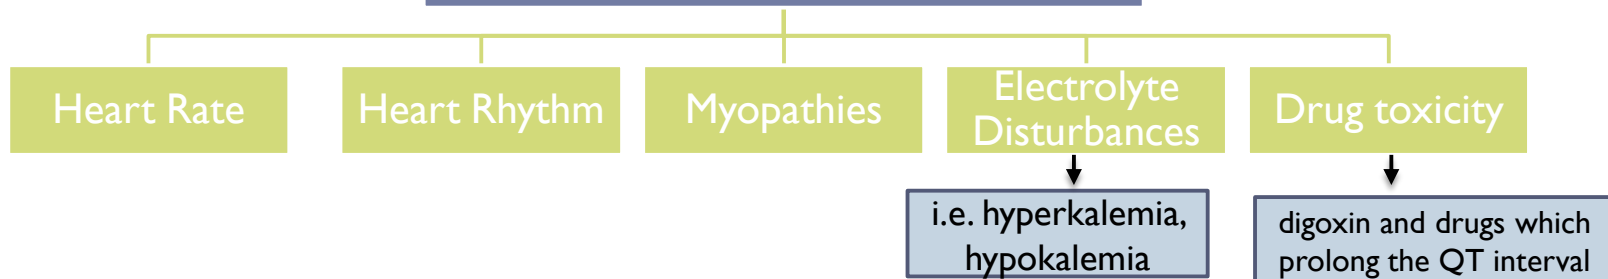 Heart Rate
Heart Rhythm
Myopathies
Electrolyte
Disturbances
Drug toxicity
i.e. hyperkalemia,
hypokalemia
digoxin and drugs which
prolong the QT interval